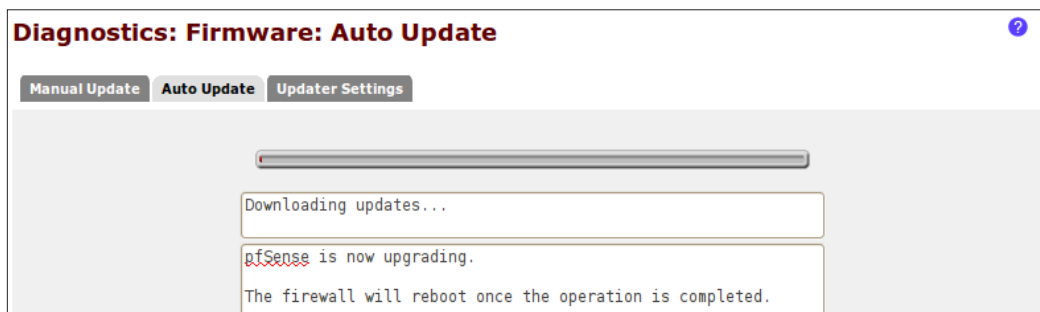 Diagnostics: Firmware: Auto Update
?
Manual Update Auto Update Updater Settings
Downloading updates...
pfSense is now upgrading.
The firewall will reboot once the operation is completed.